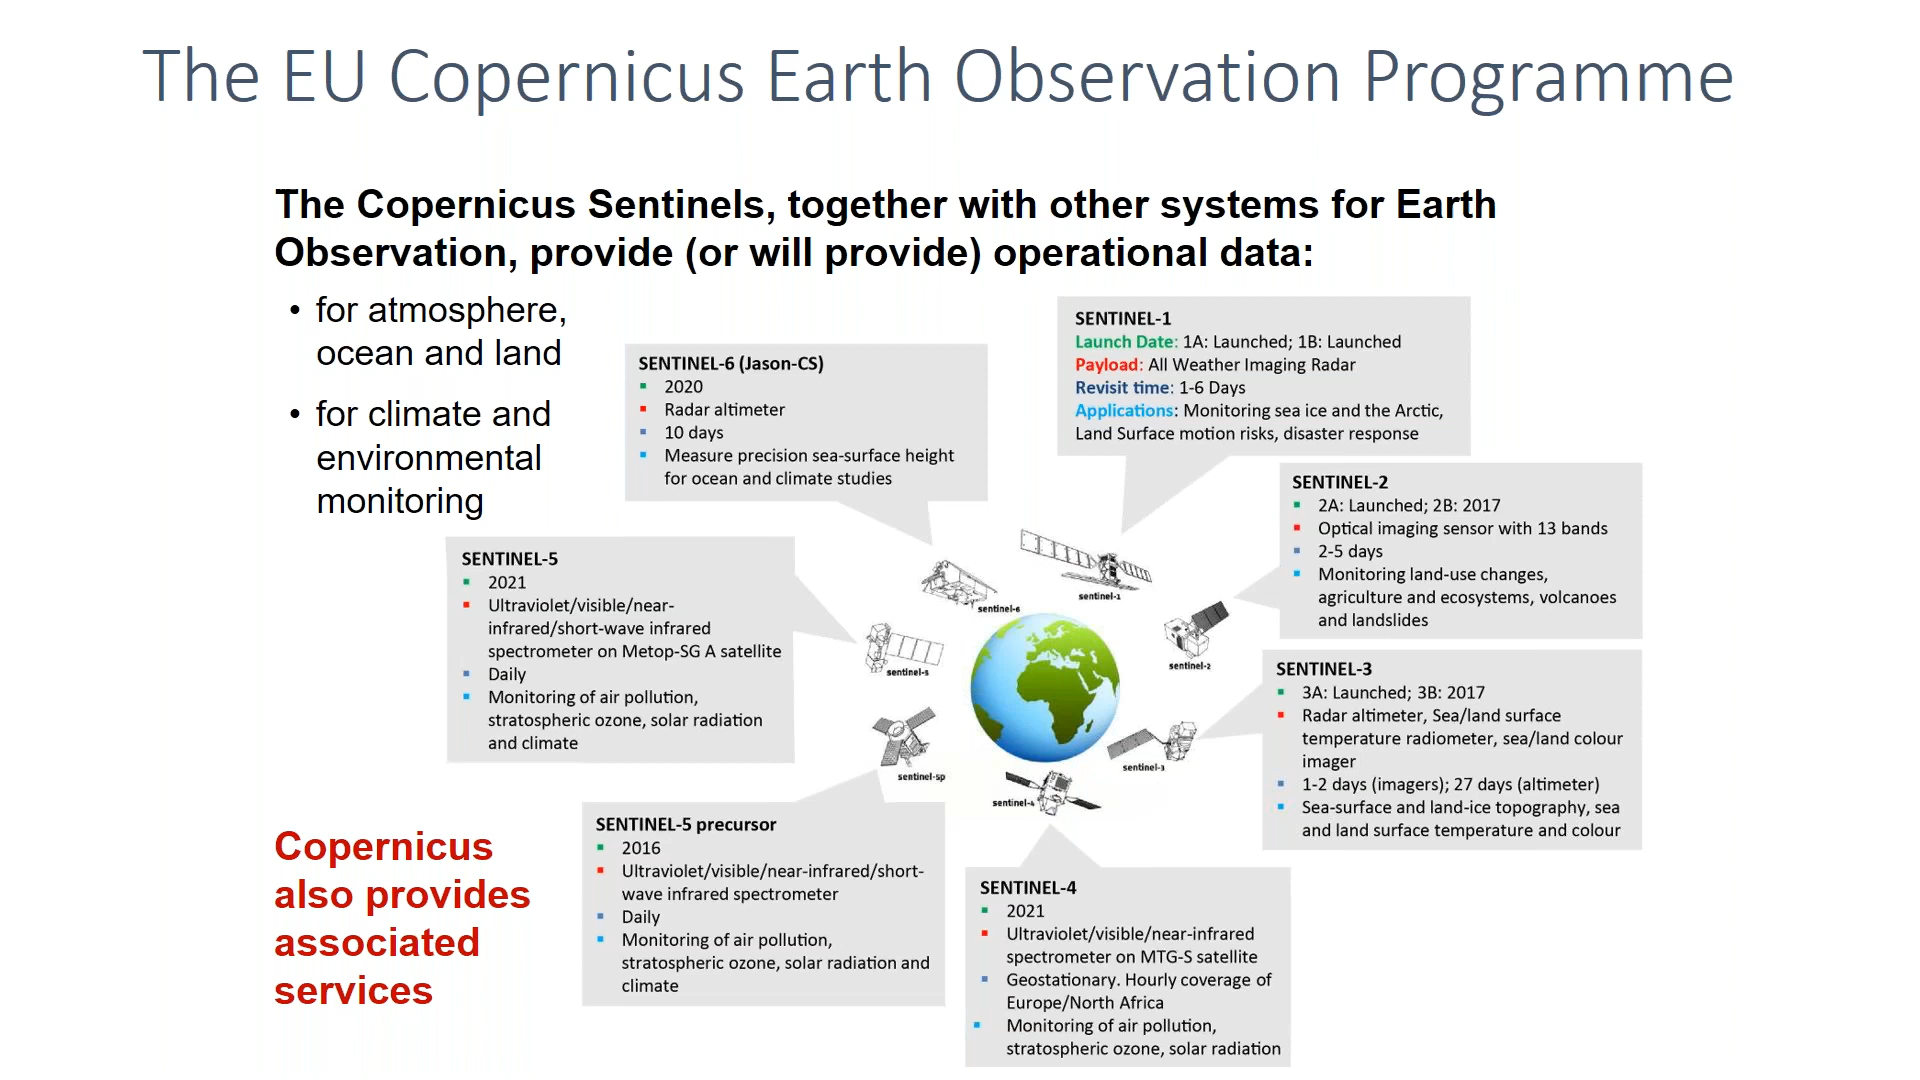 The EU Copernicus Earth Observation Programme
The Copernicus Sentinels, together with other systems for Earth
Observation, provide (or will provide) operational data:
• for atmosphere,
ocean and land
• for climate and
environmental
monitoring
SENTINEL-6 (Jason-CS)
2020
Radar altimeter
10 days
Measure precision sea-surface height
for ocean and climate studies
SENTINEL-1
Launch Date: 1A: Launched; 1B: Launched
Payload: All Weather Imaging Radar
Revisit time: 1-6 Days
Applications: Monitoring sea ice and the Arctic,
Land Surface motion risks, disaster response
SENTINEL-2
2A: Launched; 2B: 2017
Optical imaging sensor with 13 bands
2-5 days
Monitoring land-use changes,
agriculture and ecosystems, volcanoes
and landslides
SENTINEL-5
2021
Ultraviolet/visible/near-
infrared/short-wave infrared
spectrometer on Metop-SG A satellite
Daily
Monitoring of air pollution,
stratospheric ozone, solar radiation
and climate
sentinel-6
sentinel-1
sentinel-2
sentinel-5
sentinel-3
sentinel-5p
sentinel-4
SENTINEL-3
3A: Launched; 3B: 2017
Radar altimeter, Sea/land surface
temperature radiometer, sea/land colour
imager
1-2 days (imagers); 27 days (altimeter)
Sea-surface and land-ice topography, sea
and land surface temperature and colour
Copernicus
also provides
associated
services
SENTINEL-5 precursor
2016
Ultraviolet/visible/near-infrared/short-
wave infrared spectrometer
Daily
Monitoring of air pollution,
stratospheric ozone, solar radiation and
climate
SENTINEL-4
2021
Ultraviolet/visible/near-infrared
spectrometer on MTG-S satellite
Geostationary. Hourly coverage of
Europe/North Africa
Monitoring of air pollution,
stratospheric ozone, solar radiation